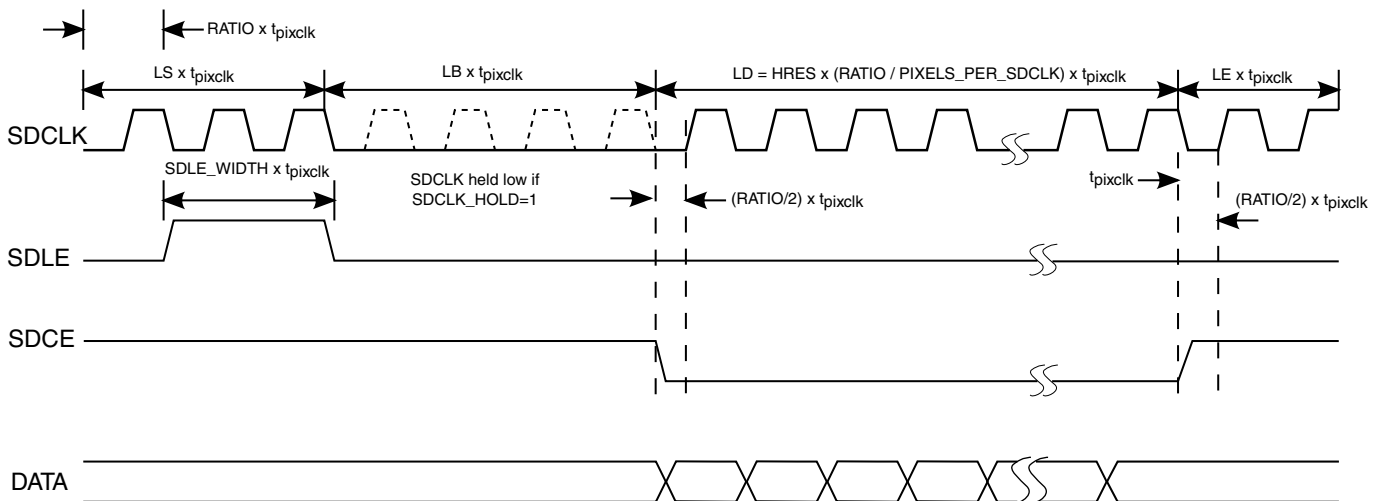 RATIO x tpixclk
LS x tpixclk
LB x tpixclk
LD = HRES x (RATIO / PIXELS_PER_SDCLK) x tpixclk
LE x tpixclk
SDCLK
SDLE_WIDTH x tpixclk
SDCLK held low if
SDCLK_HOLD=1
(RATIO/2) x tpixclk
tpixclk
(RATIO/2) x tpixclk
SDLE
SDCE
DATA